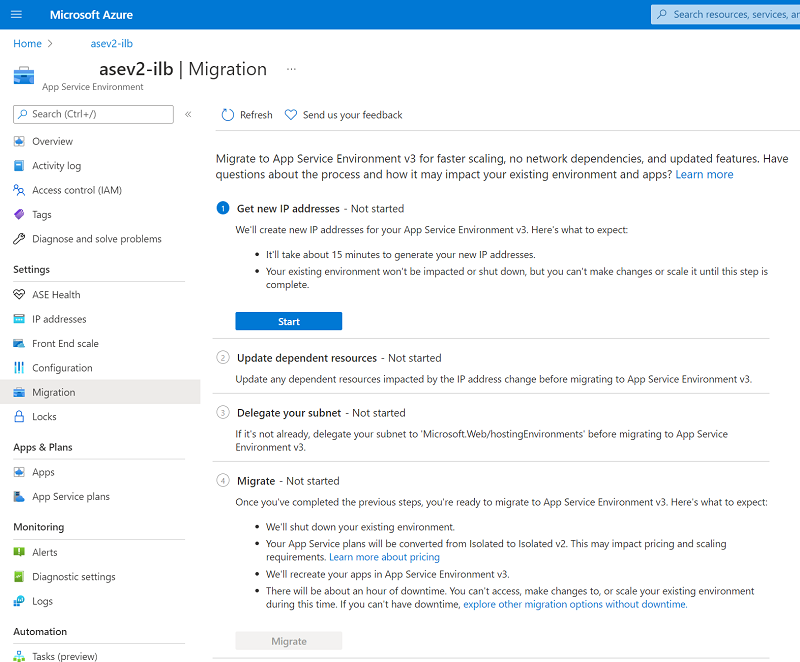 Microsoft Azure
Search resources, services, an
Home
asev2-ilb
asev2-ilb | Migration
...
App Service Environment
Search (Ctrl+/)
«
Refresh
Send us your feedback
Overview
Activity log
Access control (IAM)
Tags
Diagnose and solve problems
Settings
ASE Health
IP addresses
Front End scale
Configuration
Migration
Locks
Apps & Plans
Apps
App Service plans
Monitoring
Alerts
Diagnostic settings
Logs
Automation
Tasks (preview)
Migrate to App Service Environment v3 for faster scaling, no network dependencies, and updated features. Have
questions about the process and how it may impact your existing environment and apps? Learn more
1 Get new IP addresses - Not started
We'll create new IP addresses for your App Service Environment v3. Here's what to expect:
• It'll take about 15 minutes to generate your new IP addresses.
• Your existing environment won't be impacted or shut down, but you can't make changes or scale it until this step is
complete.
Start
2 Update dependent resources - Not started
Update any dependent resources impacted by the IP address change before migrating to App Service Environment v3.
3 Delegate your subnet - Not started
If it's not already, delegate your subnet to 'Microsoft.Web/hostingEnvironments' before migrating to App Service
Environment v3.
4 Migrate - Not started
Once you've completed the previous steps, you're ready to migrate to App Service Environment v3. Here's what to expect:
• We'll shut down your existing environment.
• Your App Service plans will be converted from Isolated to Isolated v2. This may impact pricing and scaling
requirements. Learn more about pricing
• We'll recreate your apps in App Service Environment v3.
• There will be about an hour of downtime. You can't access, make changes to, or scale your existing environment
during this time. If you can't have downtime, explore other migration options without downtime.
Migrate